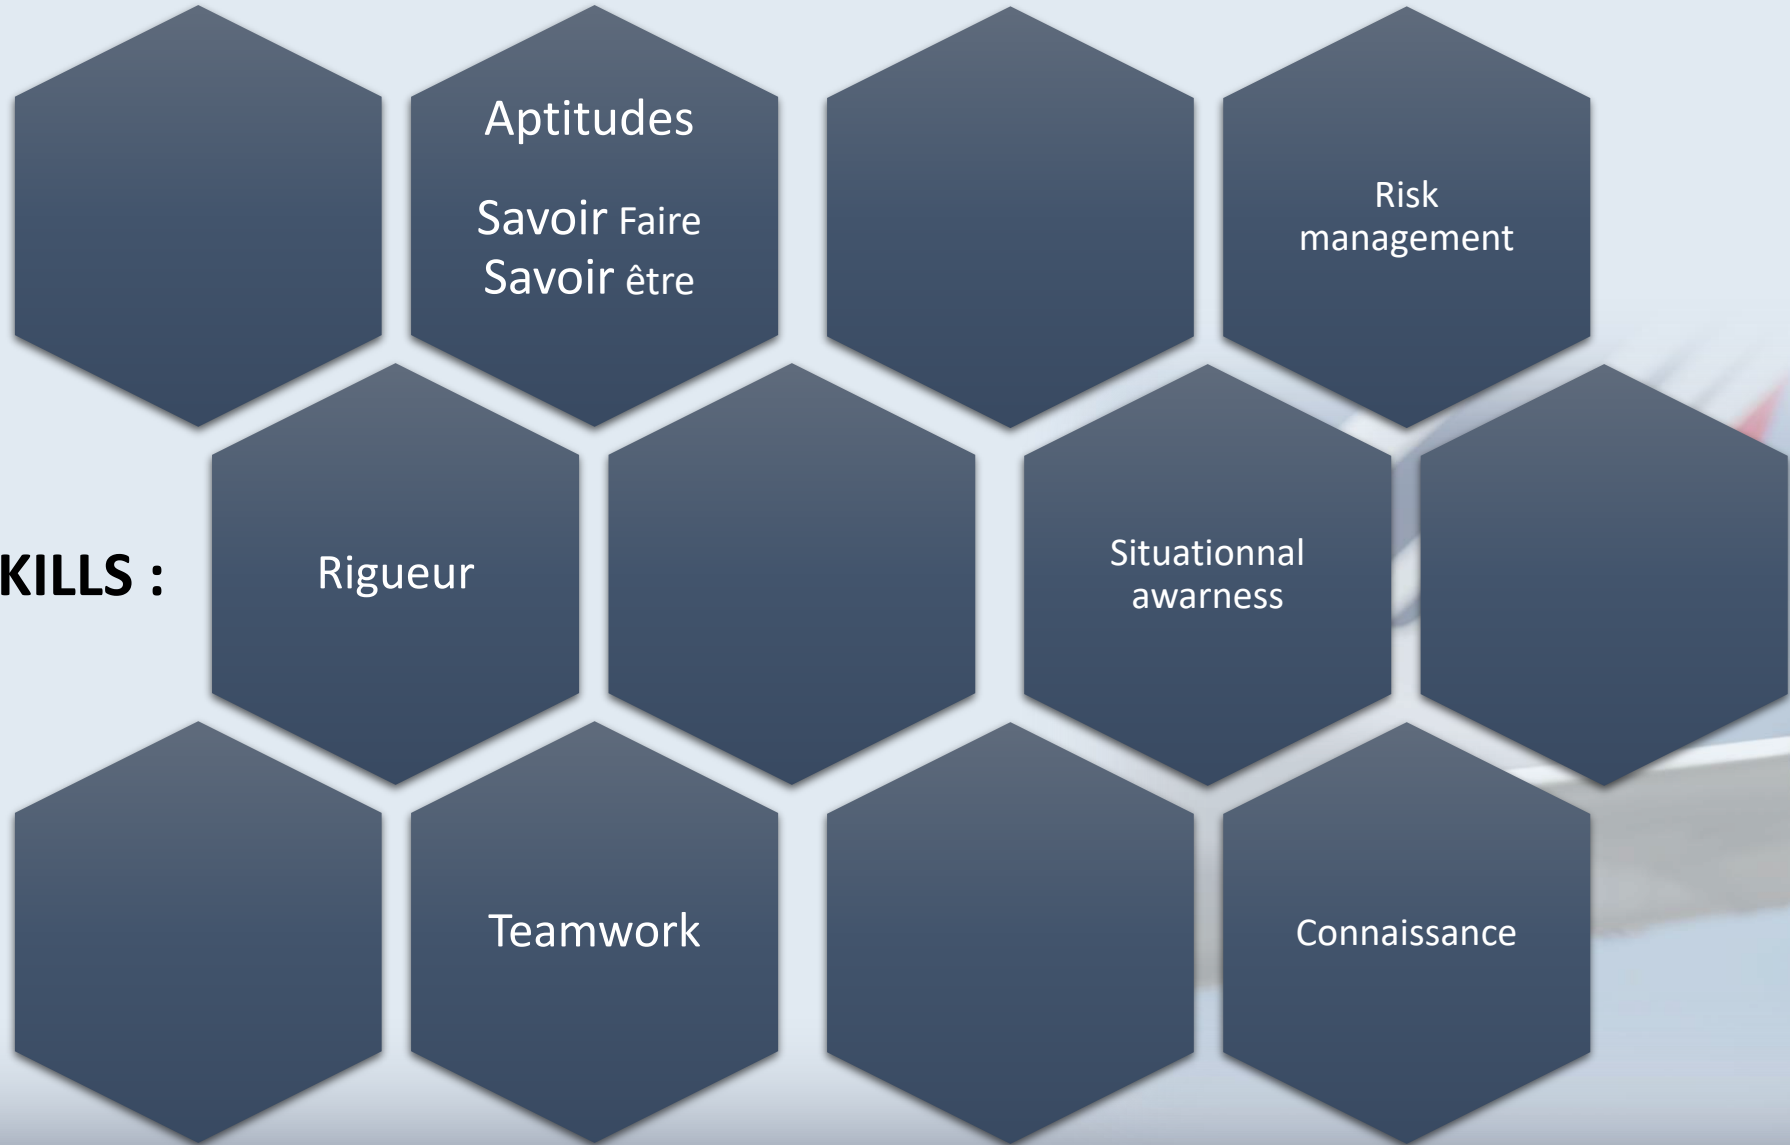 Aptitudes
Savoir Faire
Savoir être
Risk
management
KILLS :
Rigueur
Situationnal
awarness
Teamwork
Connaissance